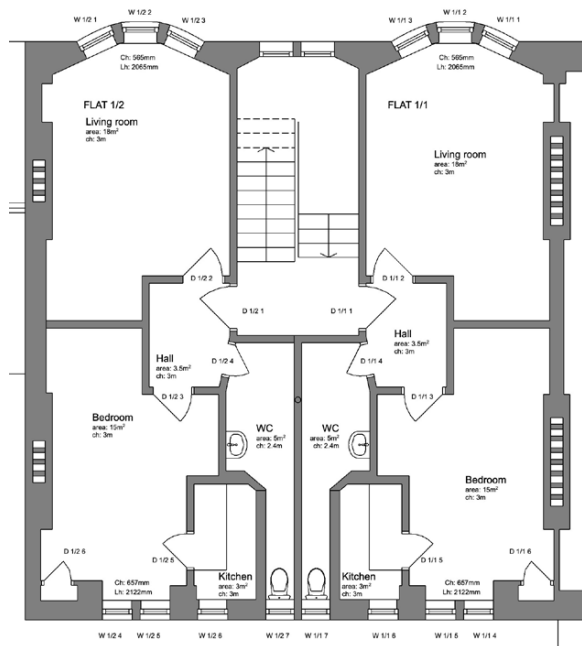 W 1/2 1
W 1/2 2
W 1/2 3
W 1/1 3
W 1/1 2
W 1/1 1
Ch: 565mm
Lh: 2065mm
Ch: 565mm
Lh: 2065mm
FLAT 1/2
Living room
area: 18m²
ch: 3m
FLAT 1/1
Living room
area: 18m²
ch: 3m
D 1/2 2
D 1/1 2
D 1/2 1
D 1/1 1
Hall
area: 3.5m²
ch: 3m
Hall
area: 3.5m²
ch: 3m
D 1/2 4
D 1/1 4
D 1/2 3
D 1/1 3
Bedroom
area: 15m²
ch: 3m
WC
area: 5m²
ch: 2.4m
WC
area: 5m²
ch: 2.4m
Bedroom
area: 15m²
ch: 3m
D 1/2 6
D 1/2 5
D 1/1 5
D 1/1 6
Ch: 657mm
Lh: 2122mm
Kitchen
area: 3m²
ch: 3m
Kitchen
area: 3m²
ch: 3m
Ch: 657mm
Lh: 2122mm
W 1/2 4
W 1/2 5
W 1/2 6
W 1/2 7
W 1/1 7
W 1/1 6
W 1/1 5
W 1/1 4